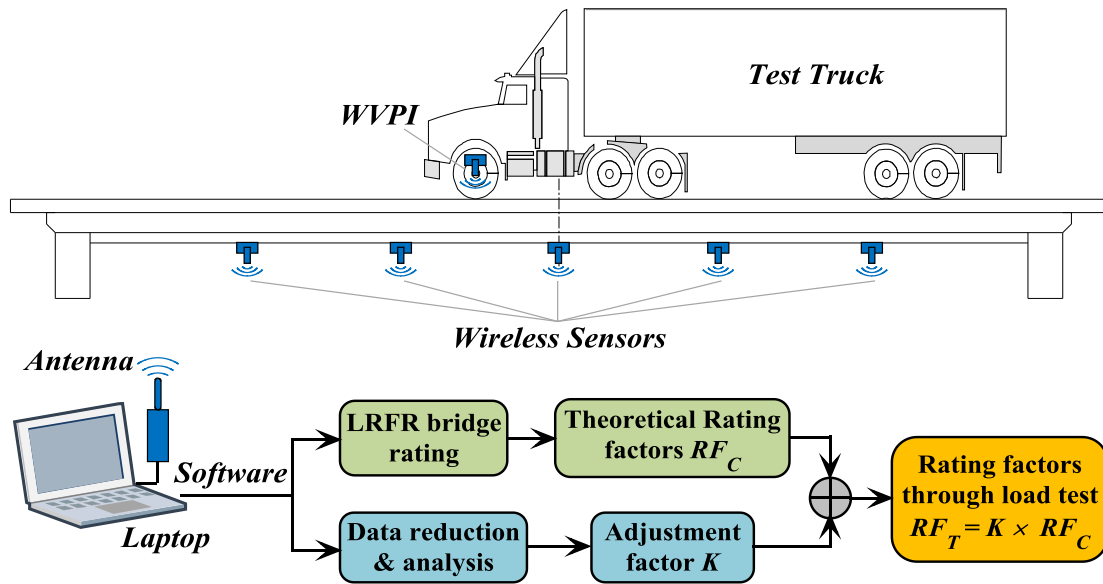 Test Truck
WVPI
Wireless Sensors
Antenna
Laptop
Software
LRFR bridge
rating
Theoretical Rating
factors RF_C
Data reduction
& analysis
Adjustment
factor K
Rating factors
through load test
RF_T = K × RF_C